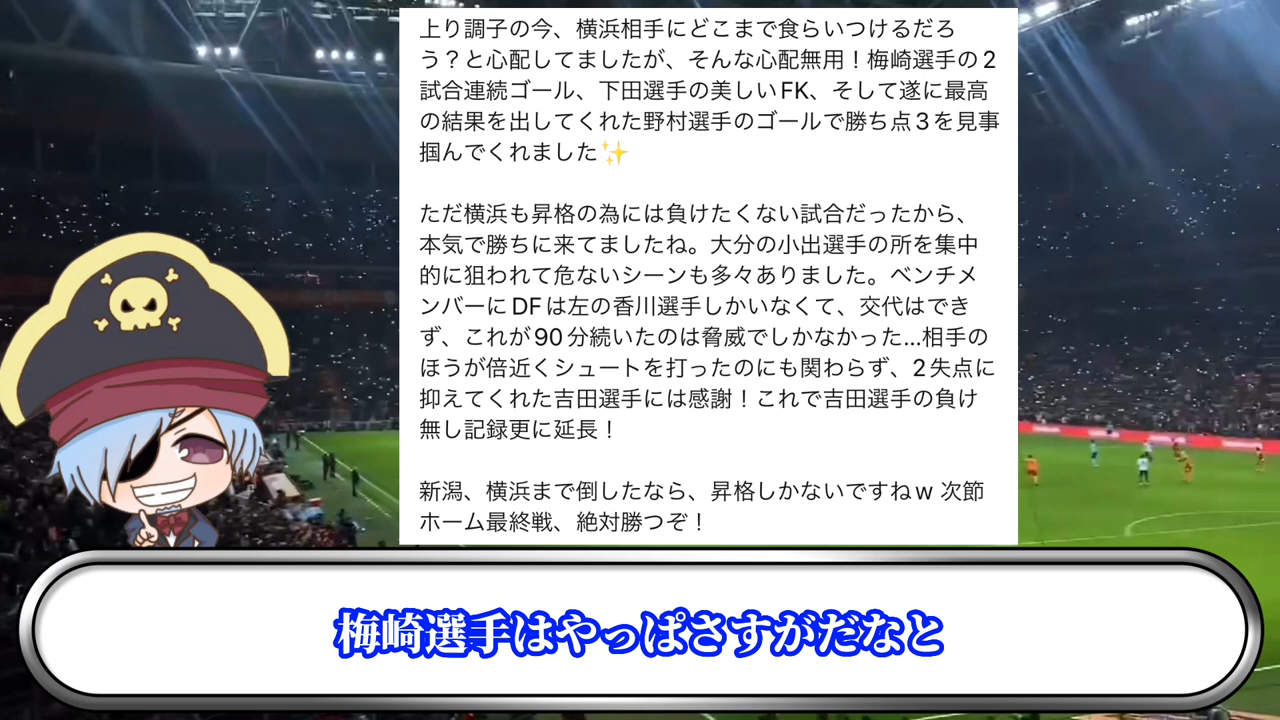 上り調子の今、横浜相手にどこまで食らいつけるだろ
う？と心配してましたが、そんな心配無用！梅崎選手の２
試合連続ゴール、下田選手の美しいFK、そして遂に最高
の結果を出してくれた野村選手のゴールで勝ち点３を見事
掴んでくれました✨
ただ横浜も昇格の為には負けたくない試合だったから、
本気で勝ちに来てましたね。大分の小出選手の所を集中
的に狙われて危ないシーンも多々ありました。ベンチメ
ンバーにDFは左の香川選手しかいなくて、交代はでき
ず、これが90分続いたのは脅威でしかなかった...相手の
ほうが倍近くシュートを打ったのにも関わらず、2失点に
抑えてくれた吉田選手には感謝！これで吉田選手の負け
無し記録更に延長！
新潟、横浜まで倒したなら、昇格しかないですねw 次節
ホーム最終戦、絶対勝つぞ！
梅崎選手はやっぱさすがだなと